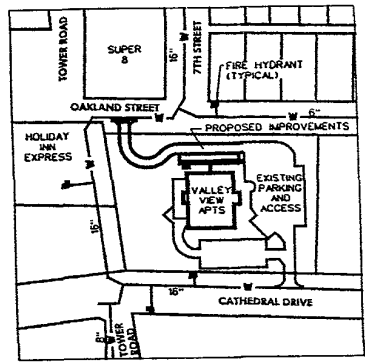 TOWER ROAD
SUPER
8
16"
7TH STREET
FIRE HYDRANT
(TYPICAL)
OAKLAND STREET
6"
PROPOSED IMPROVEMENTS
HOLIDAY
INN
EXPRESS
VALLEY
VIEW
APTS
EXISTING
PARKING
AND
ACCESS
16"
16"
CATHEDRAL DRIVE
8"
TOWER
ROAD